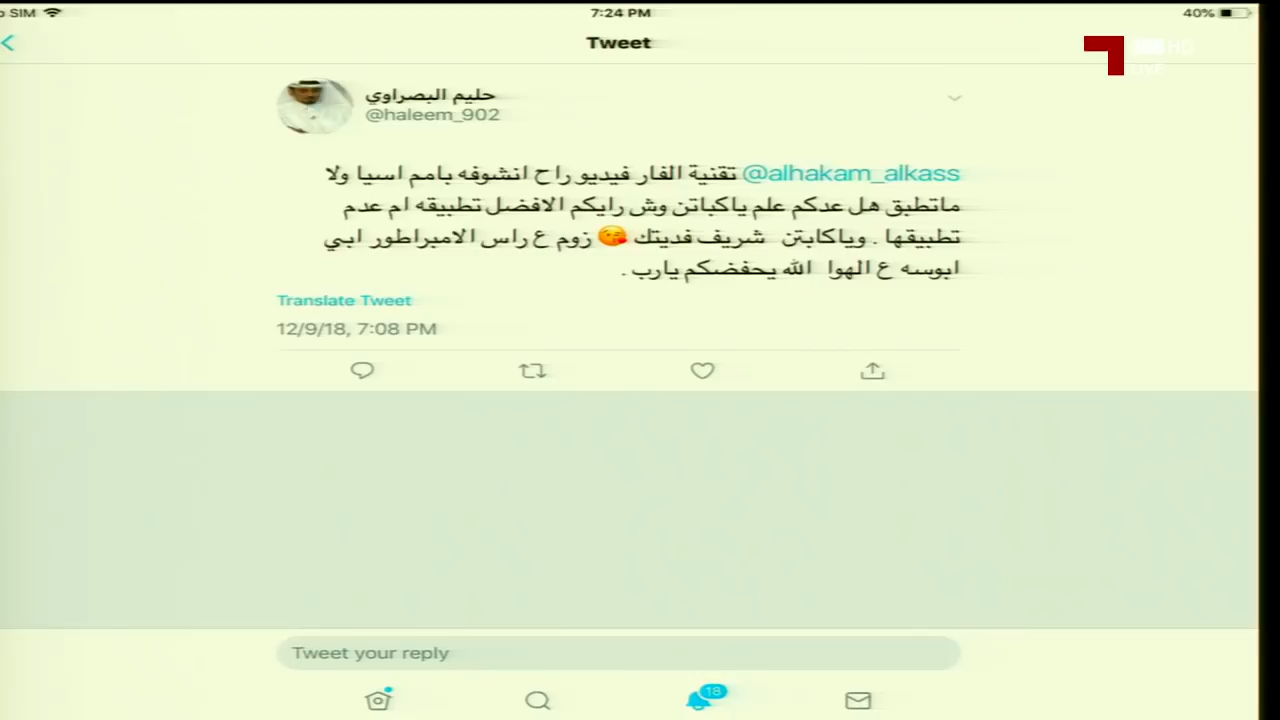 SIM
7:24 PM
40%
Tweet
HD
LIVE
حليم البصراوي
@haleem_902
@alhakam_alkass تقنية الفار فيديو راح انشوفه بامم اسيا ولا
ماتطبق هل عدكم علم ياكباتن وش رايكم الافضل تطبيقه ام عدم
تطبيقها . وياكابتن شريف فديتك 😘 زوم ع راس الامبراطور ابي
ابوسه ع الهوا الله يحفضكم يارب .
Translate Tweet
12/9/18, 7:08 PM
Tweet your reply
18